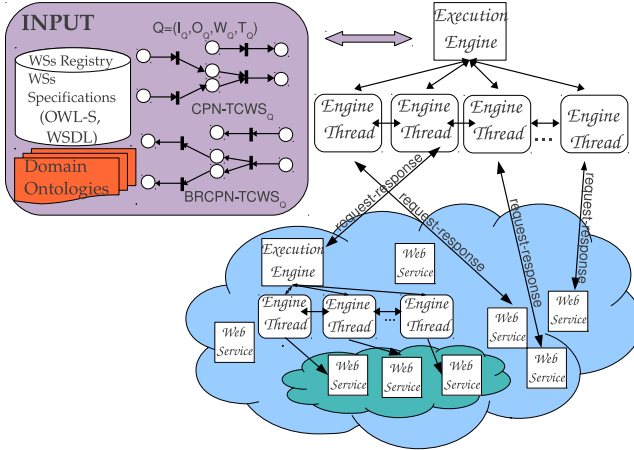 INPUT
Q=(I_Q,O_Q,W_Q,T_Q)
WSs Registry
WSs
Specifications
(OWL-S,
WSDL)
CPN-TCWS_Q
Domain
Ontologies
BRCPN-TCWS_Q
Execution
Engine
Engine
Thread
Engine
Thread
Engine
Thread
...
Engine
Thread
request-response
request-response
request-response
request-response
Execution
Engine
Web
Service
Engine
Thread
Engine
Thread
...
Engine
Thread
Web
Service
Web
Service
Web
Service
Web
Service
Web
Service
Web
Service
Web
Service